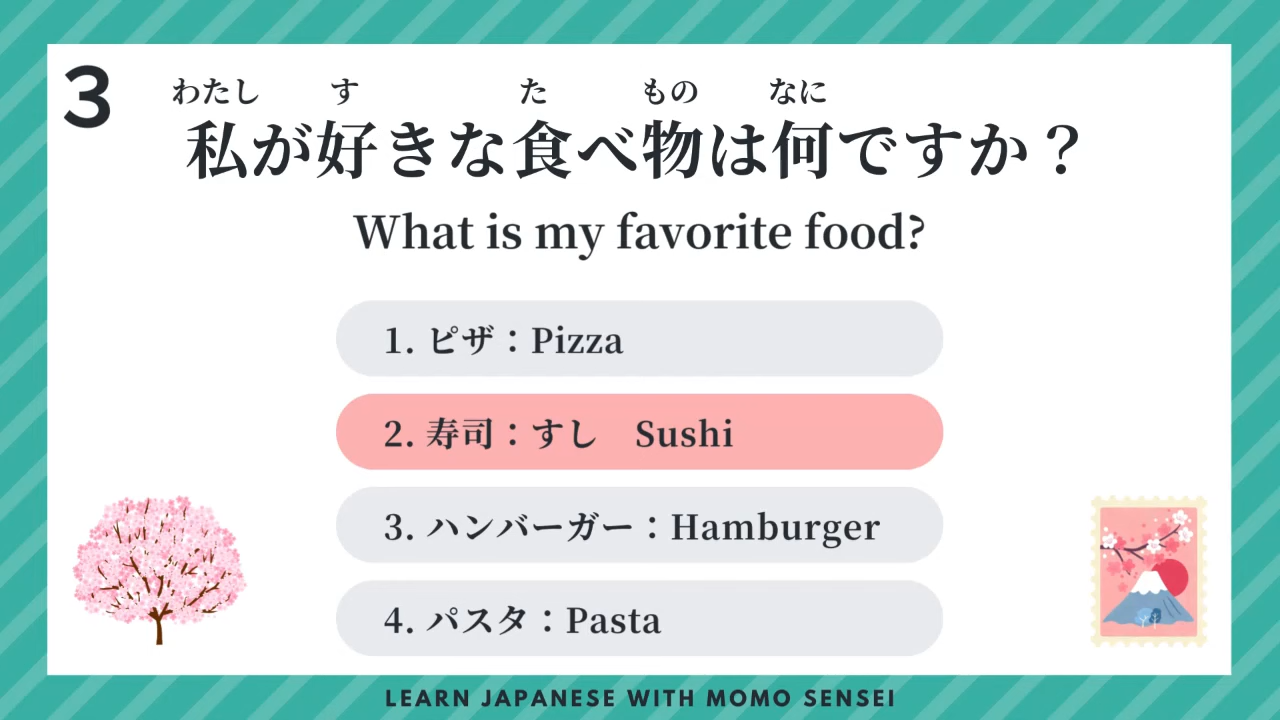 3
わたし す た もの なに
私が好きな食べ物は何ですか？
What is my favorite food?
1. ピザ：Pizza
2. 寿司：すし　Sushi
3. ハンバーガー：Hamburger
4. パスタ：Pasta
LEARN JAPANESE WITH MOMO SENSEI